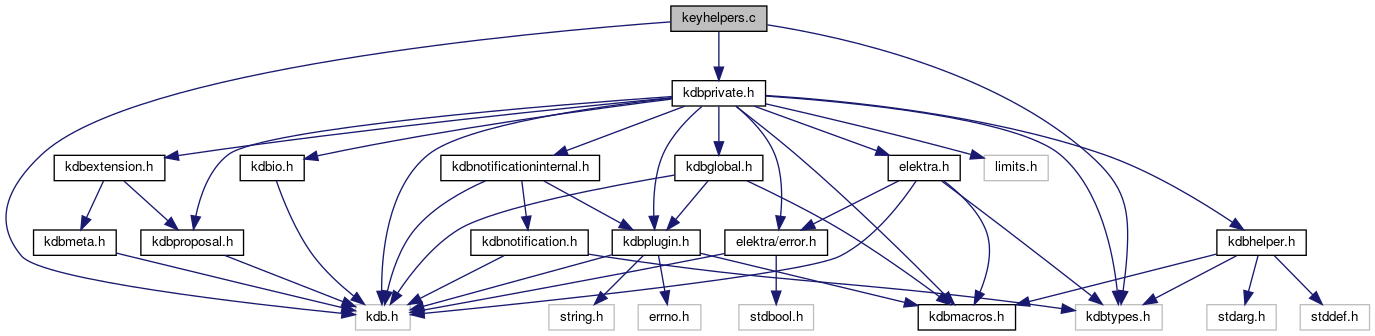 keyhelpers.c
kdbprivate.h
kdbextension.h
kdbio.h
kdbnotificationinternal.h
kdbglobal.h
elektra.h
limits.h
kdbmeta.h
kdbproposal.h
kdbnotification.h
kdbplugin.h
elektra/error.h
kdbhelper.h
kdb.h
string.h
errno.h
stdbool.h
kdbmacros.h
kdbtypes.h
stdarg.h
stddef.h